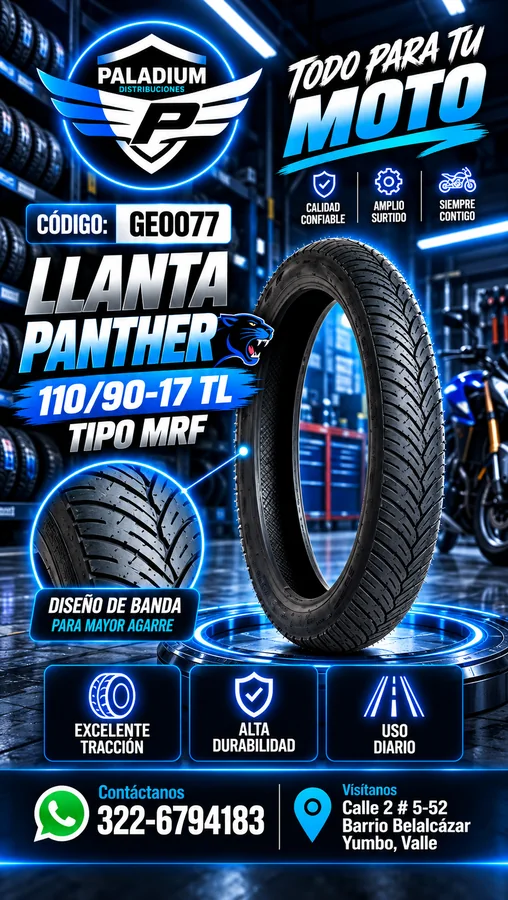 PALADIUM
DISTRIBUCIONES
P
TODO PARA TU
MOTO
CALIDAD
CONFIABLE
AMPLIO
SURTIDO
SIEMPRE
CONTIGO
CÓDIGO: GE0077
LLANTA
PANTHER
110/90-17 TL
TIPO MRF
DISEÑO DE BANDA
PARA MAYOR AGARRE
EXCELENTE
TRACCIÓN
ALTA
DURABILIDAD
USO
DIARIO
Contáctanos
322-6794183
Visítanos
Calle 2 # 5-52
Barrio Belalcázar
Yumbo, Valle